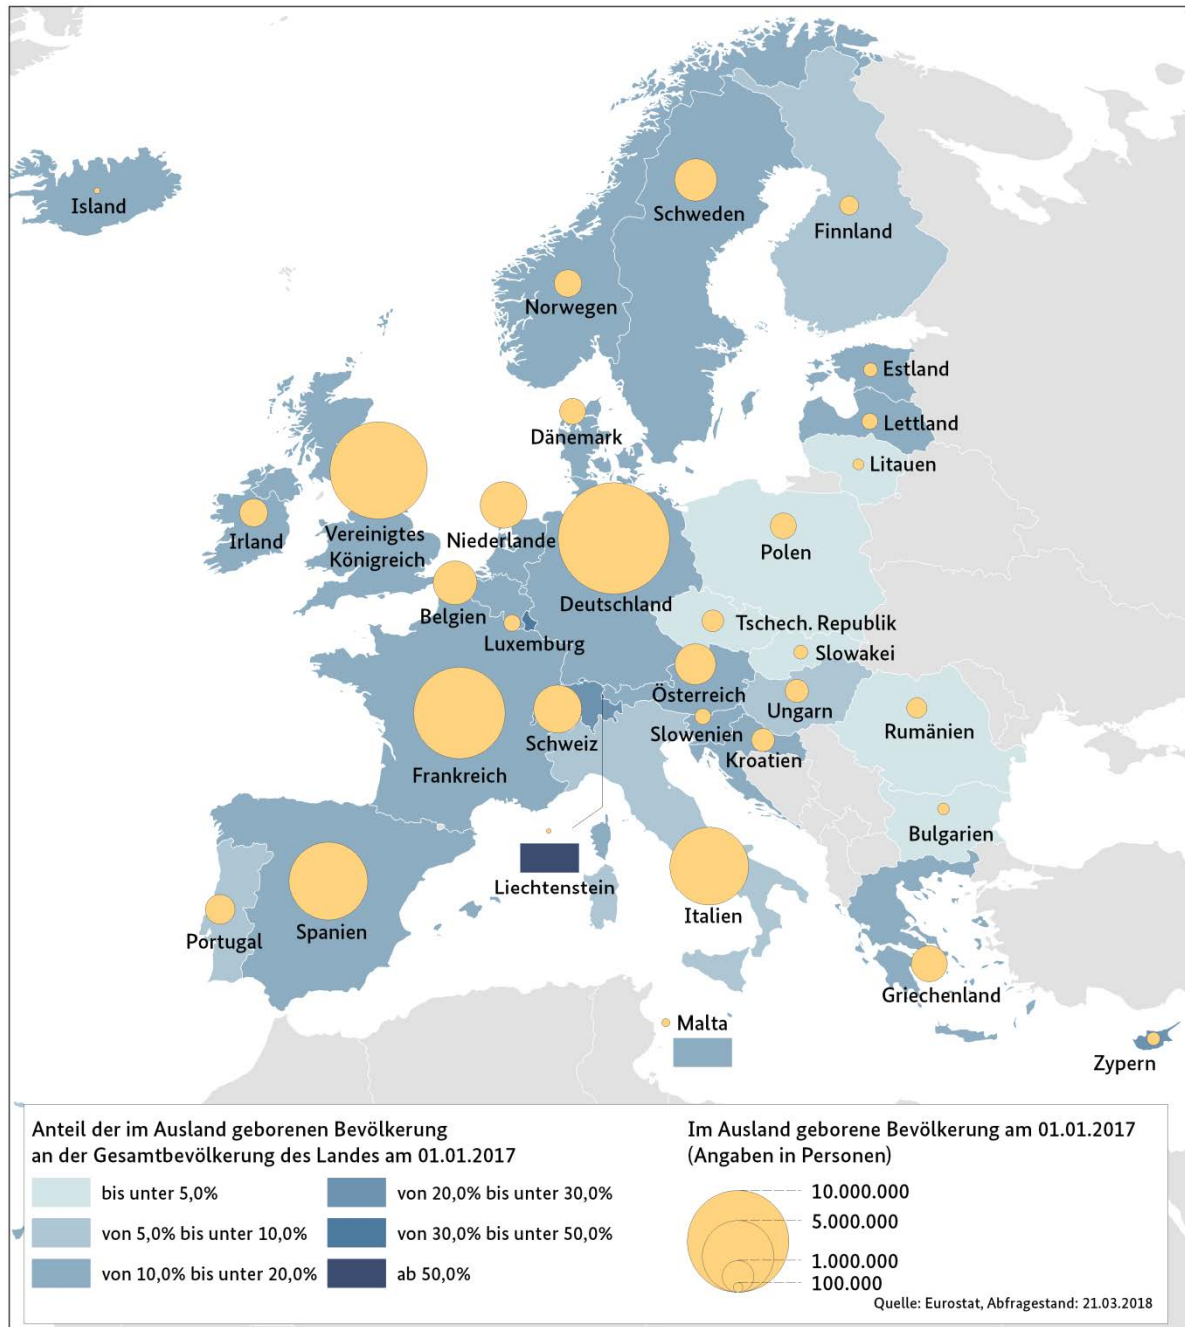 Island
Schweden
Finnland
Norwegen
Estland
Dänemark
Lettland
Litauen
Irland
Vereinigtes
Königreich
Niederlande
Polen
Belgien
Deutschland
Luxemburg
Tschech. Republik
Slowakei
Österreich
Ungarn
Schweiz
Slowenien
Kroatien
Rumänien
Frankreich
Bulgarien
Liechtenstein
Italien
Portugal
Spanien
Griechenland
Malta
Zypern
Anteil der im Ausland geborenen Bevölkerung
an der Gesamtbevölkerung des Landes am 01.01.2017
bis unter 5,0%
von 5,0% bis unter 10,0%
von 10,0% bis unter 20,0%
von 20,0% bis unter 30,0%
von 30,0% bis unter 50,0%
ab 50,0%
Im Ausland geborene Bevölkerung am 01.01.2017
(Angaben in Personen)
10.000.000
5.000.000
1.000.000
100.000
Quelle: Eurostat, Abfragestand: 21.03.2018